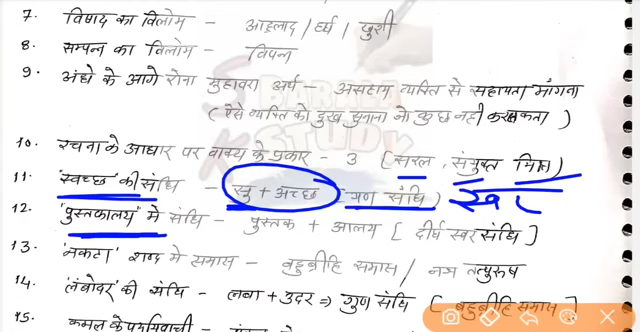 7. विषाद का विलोम - आह्लाद / हर्ष / खुशी
8. सम्पन्न का विलोम - विपन्न
9. अंधे के आगे रोना मुहावरा अर्थ - असहाय व्यक्ति से सहायता माँगना
( ऐसे व्यक्ति को दुख सुनाना जो कुछ नही कर सकता )
10. रचना के आधार पर वाक्य के प्रकार - 3 [ सरल, संयुक्त मिश्र )
11. 'स्वच्छ' की संधि - सु + अच्छ [ यण संधि )
12. 'पुस्तकालय' मे संधि - पुस्तक + आलय [ दीर्घ स्वर संधि )
13. शब्द मे समास - बहुब्रीहि समास / नञ तत्पुरुष
14. 'लंबोदर' की संधि - लंबा + उदर ⇒ गुण संधि ( बहुब्रीहि समास )
15. कमल के पर्यायवाची -
BARALA
STUDY